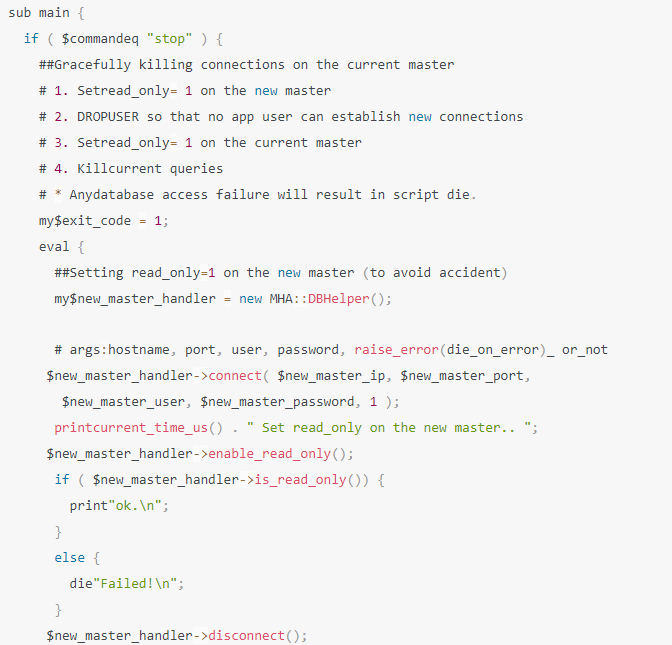 sub main {
if ( $commandeq "stop" ) {
##Gracefully killing connections on the current master
# 1. Setread_only= 1 on the new master
# 2. DROPUSER so that no app user can establish new connections
# 3. Setread_only= 1 on the current master
# 4. Killcurrent queries
# * Anydatabase access failure will result in script die.
my$exit_code = 1;
eval {
##Setting read_only=1 on the new master (to avoid accident)
my$new_master_handler = new MHA::DBHelper();
# args:hostname, port, user, password, raise_error(die_on_error)_ or_not
$new_master_handler->connect( $new_master_ip, $new_master_port,
$new_master_user, $new_master_password, 1 );
printcurrent_time_us() . " Set read_only on the new master.. ";
$new_master_handler->enable_read_only();
if ( $new_master_handler->is_read_only()) {
print"ok.\n";
}
else {
die"Failed!\n";
}
$new_master_handler->disconnect();